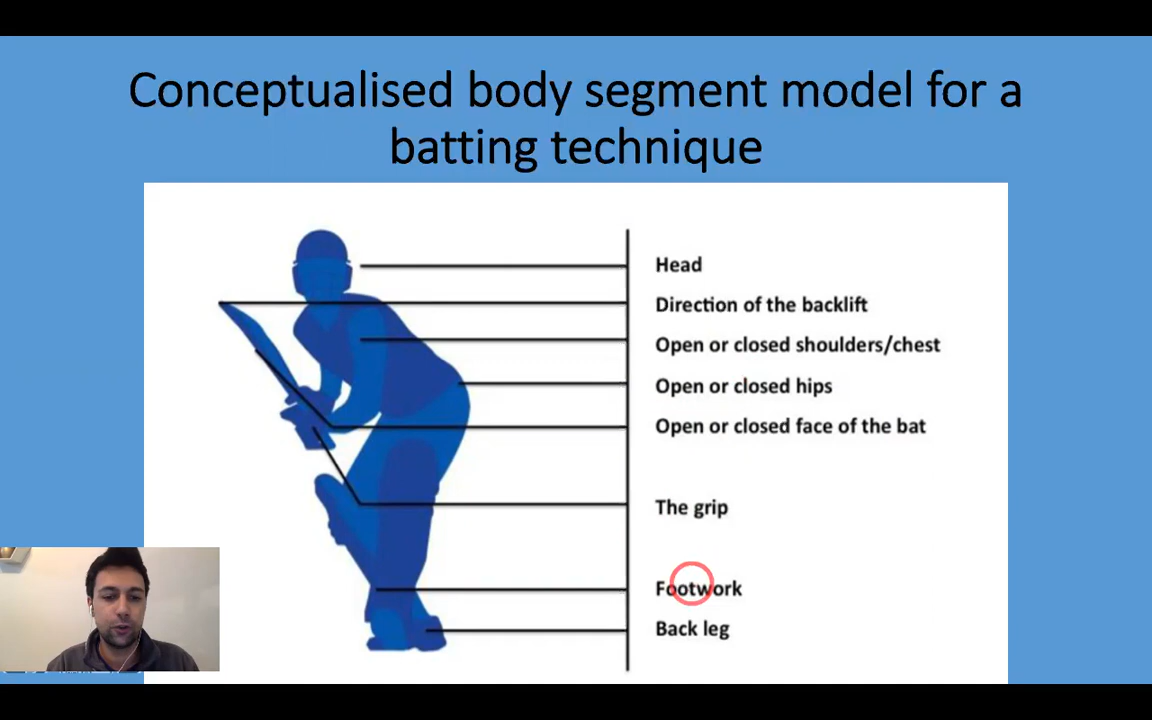 Conceptualised body segment model for a
batting technique
Head
Direction of the backlift
Open or closed shoulders/chest
Open or closed hips
Open or closed face of the bat
The grip
Footwork
Back leg